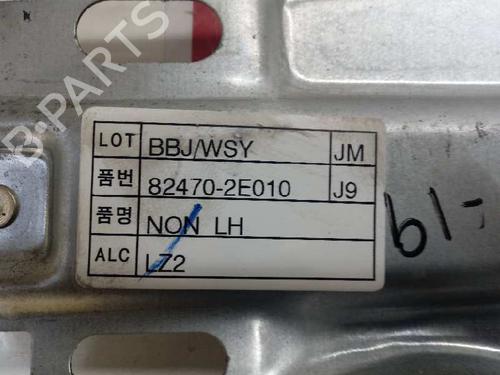 B-PARTS
LOT BBJ/WSY JM
품번 82470-2E010 J9
품명 NON LH
ALC LZ2